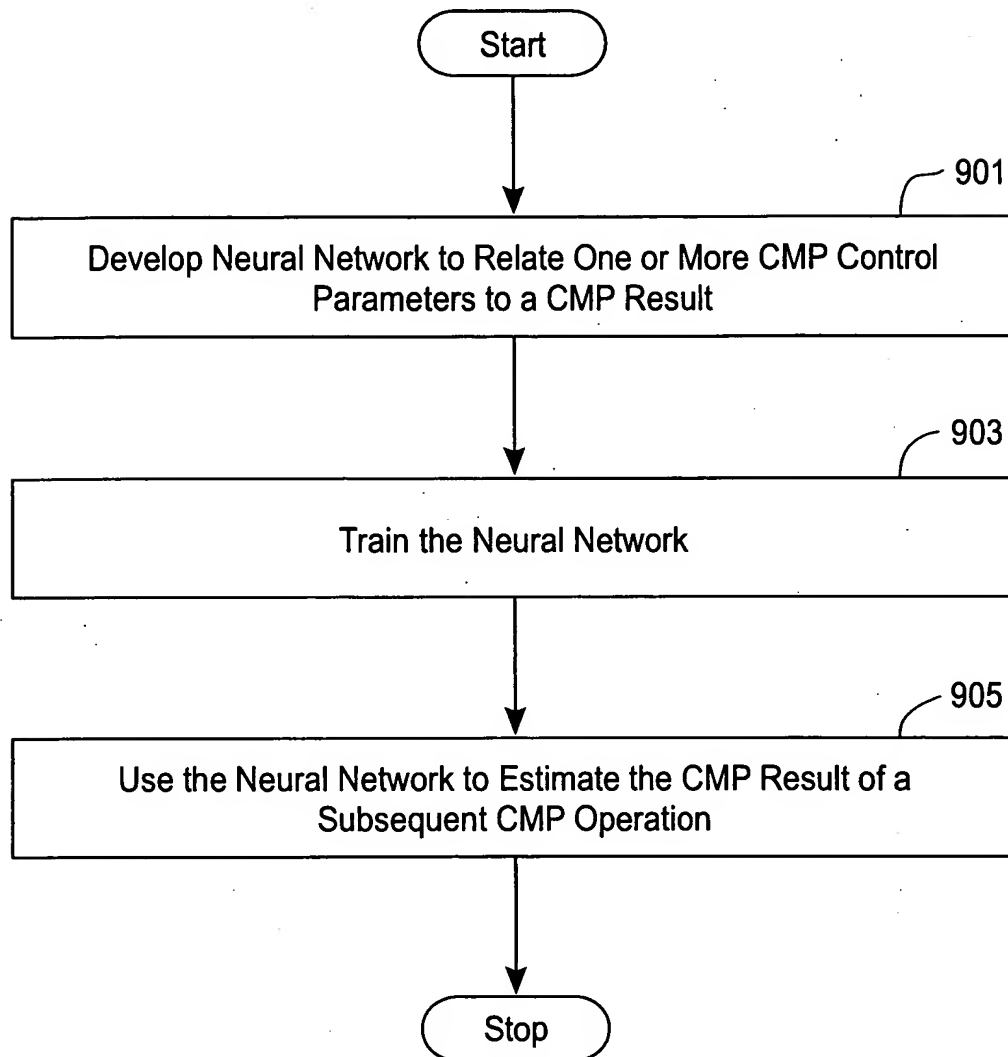 Start
901
Develop Neural Network to Relate One or More CMP Control
Parameters to a CMP Result
903
Train the Neural Network
905
Use the Neural Network to Estimate the CMP Result of a
Subsequent CMP Operation
Stop